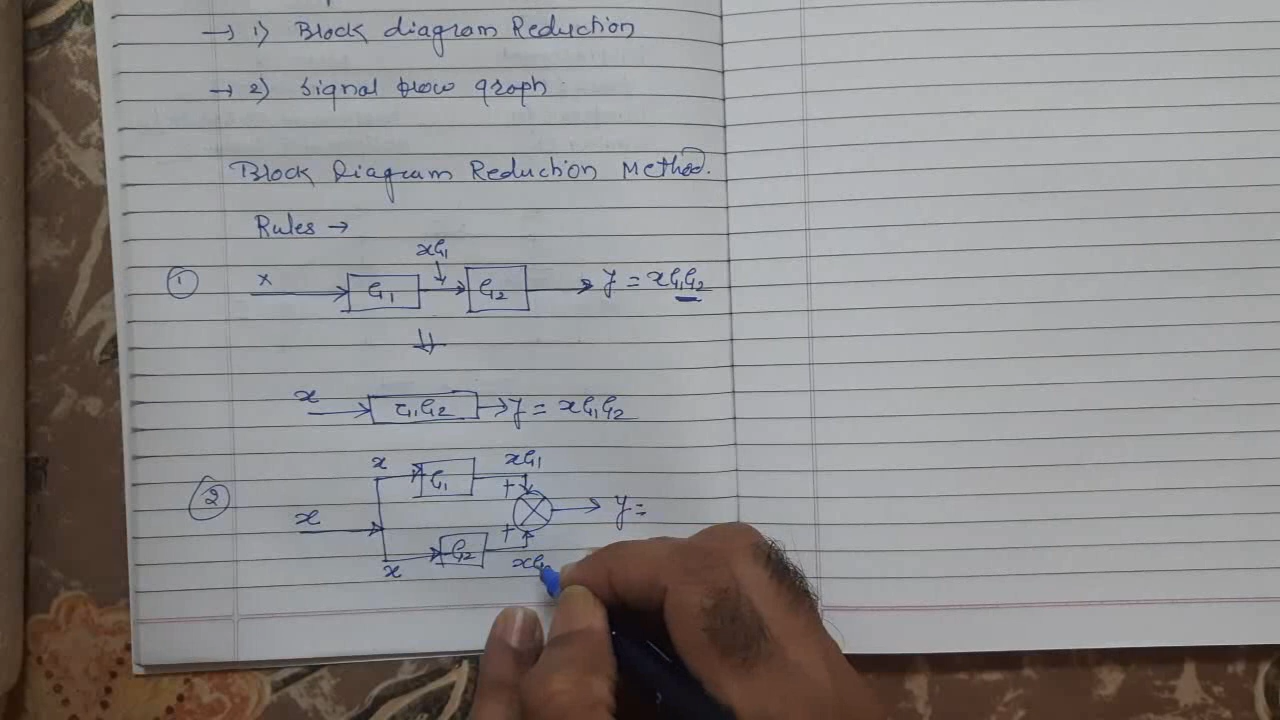 → 1) Block diagram Reduction
→ 2) Signal flow graph
Block Diagram Reduction Method.
Rules →
xG1
① x G1 G2 y = xG1G2
x G1G2 y = xG1G2
x G1 xG1
② x + + y =
x G2 xG2